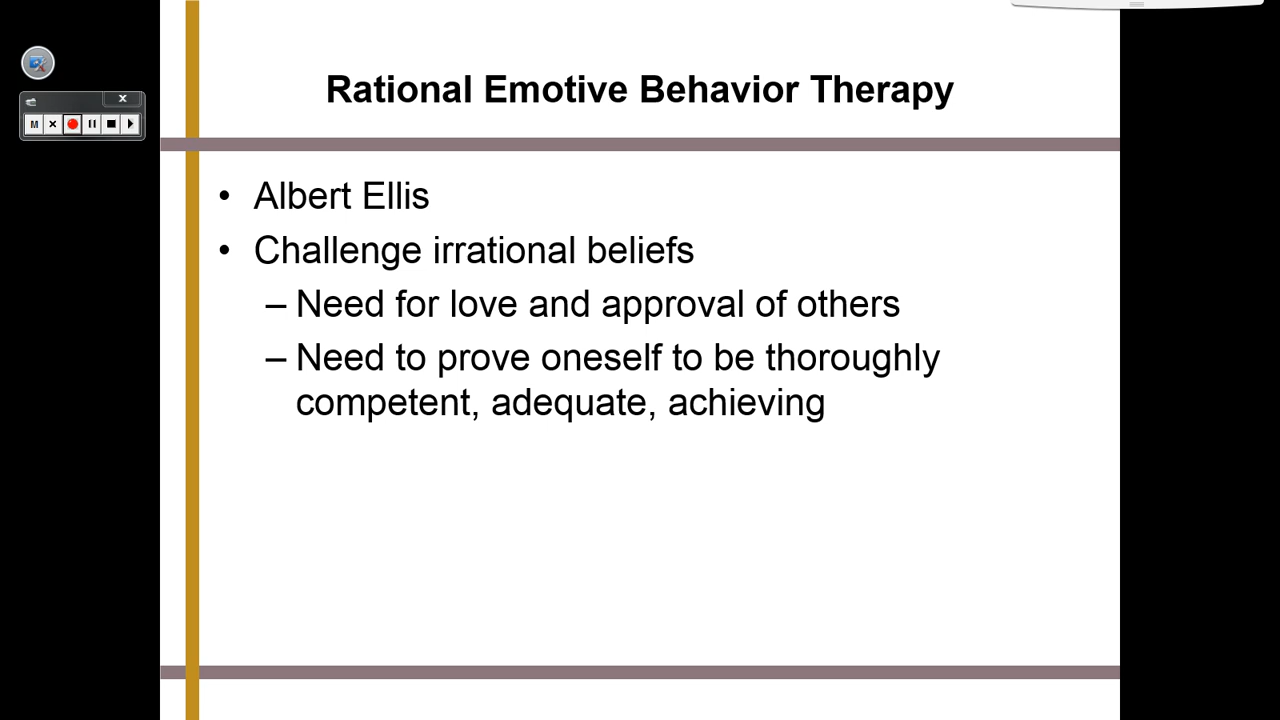 Rational Emotive Behavior Therapy
M
• Albert Ellis
• Challenge irrational beliefs
– Need for love and approval of others
– Need to prove oneself to be thoroughly
competent, adequate, achieving